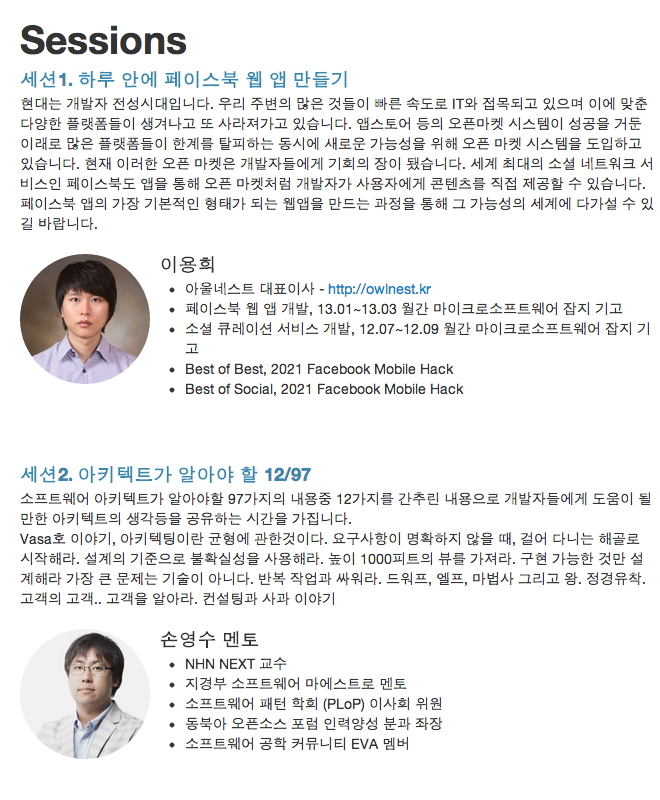 Sessions
세션1. 하루 안에 페이스북 웹 앱 만들기
현대는 개발자 전성시대입니다. 우리 주변의 많은 것들이 빠른 속도로 IT와 접목되고 있으며 이에 맞춘
다양한 플랫폼들이 생겨나고 또 사라져가고 있습니다. 앱스토어 등의 오픈마켓 시스템이 성공을 거둔
이래로 많은 플랫폼들이 한계를 탈피하는 동시에 새로운 가능성을 위해 오픈 마켓 시스템을 도입하고
있습니다. 현재 이러한 오픈 마켓은 개발자들에게 기회의 장이 됐습니다. 세계 최대의 소셜 네트워크 서
비스인 페이스북도 앱을 통해 오픈 마켓처럼 개발자가 사용자에게 콘텐츠를 직접 제공할 수 있습니다.
페이스북 앱의 가장 기본적인 형태가 되는 웹앱을 만드는 과정을 통해 그 가능성의 세계에 다가설 수 있
길 바랍니다.
이용희
아울네스트 대표이사 - http://owlnest.kr
페이스북 웹 앱 개발, 13.01~13.03 월간 마이크로소프트웨어 잡지 기고
소셜 큐레이션 서비스 개발, 12.07~12.09 월간 마이크로소프트웨어 잡지 기
고
Best of Best, 2021 Facebook Mobile Hack
Best of Social, 2021 Facebook Mobile Hack
세션2. 아키텍트가 알아야 할 12/97
소프트웨어 아키텍트가 알아야할 97가지의 내용중 12가지를 간추린 내용으로 개발자들에게 도움이 될
만한 아키텍트의 생각등을 공유하는 시간을 가집니다.
Vasa호 이야기, 아키텍팅이란 균형에 관한것이다. 요구사항이 명확하지 않을 때, 걸어 다니는 해골로
시작해라. 설계의 기준으로 불확실성을 사용해라. 높이 1000피트의 뷰를 가져라. 구현 가능한 것만 설
계해라 가장 큰 문제는 기술이 아니다. 반복 작업과 싸워라. 드워프, 엘프, 마법사 그리고 왕. 정경유착.
고객의 고객.. 고객을 알아라. 컨설팅과 사과 이야기
손영수 멘토
NHN NEXT 교수
지경부 소프트웨어 마에스트로 멘토
소프트웨어 패턴 학회 (PLoP) 이사회 위원
동북아 오픈소스 포럼 인력양성 분과 좌장
소프트웨어 공학 커뮤니티 EVA 멤버